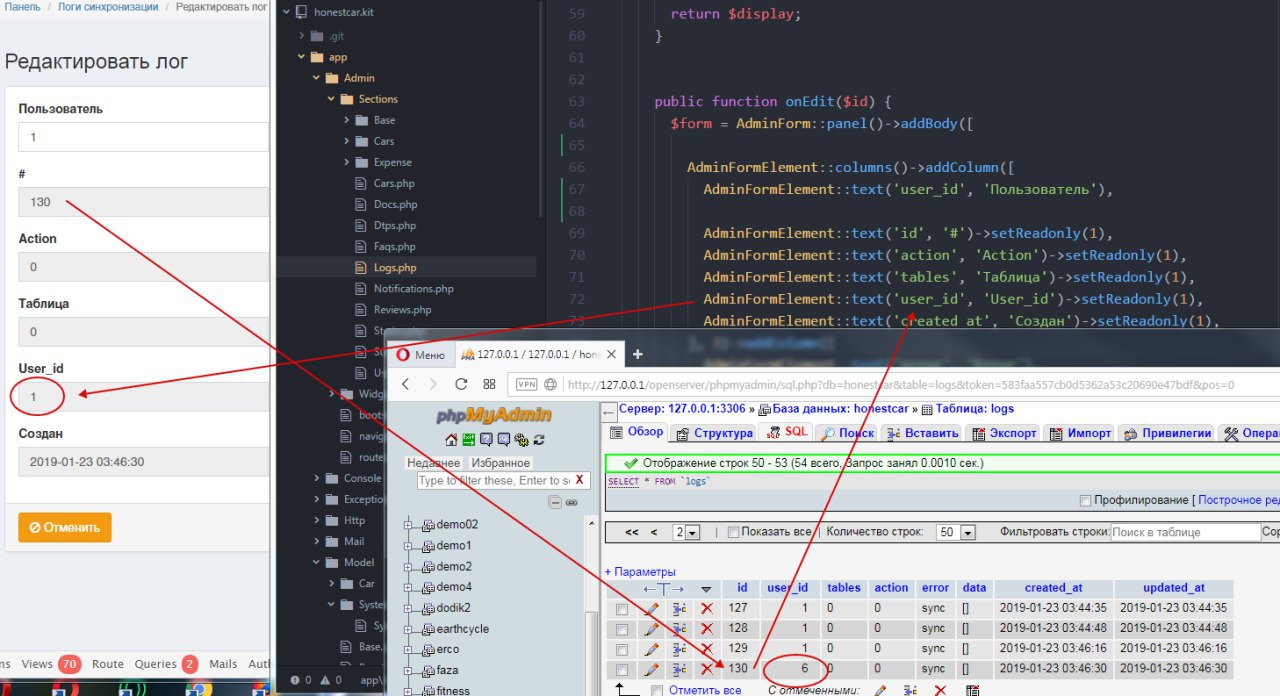 Панель / Логи синхронизации / Редактировать лог
Редактировать лог
Пользователь
1
#
130
Action
0
Таблица
0
User_id
1
Создан
2019-01-23 03:46:30
Отменить
Views 70 Route Queries 2 Mails
honestcar.kit
.git
app
Admin
Sections
Base
Cars
Expense
Cars.php
Docs.php
Dtps.php
Faqs.php
Logs.php
Notifications.php
Reviews.php
Console
Http
Mail
Model
Car
0 0 app\
59 return $display;
60 }
61
62
63 public function onEdit($id) {
64 $form = AdminForm::panel()->addBody([
65
66 AdminFormElement::columns()->addColumn([
67 AdminFormElement::text('user_id', 'Пользователь'),
68
69 AdminFormElement::text('id', '#')->setReadonly(1),
70 AdminFormElement::text('action', 'Action')->setReadonly(1),
71 AdminFormElement::text('tables', 'Таблица')->setReadonly(1),
72 AdminFormElement::text('user_id', 'User_id')->setReadonly(1),
73 AdminFormElement::text('created_at', 'Создан')->setReadonly(1),
Меню
127.0.0.1 / 127.0.0.1 / hone
VPN http://127.0.0.1/openserver/phpmyadmin/sql.php?db=honestcar&table=logs&token=583faa557cb0d5362a53c20690e47bdf&pos=0
phpMyAdmin
Недавнее Избранное
Type to filter these, Enter to se X
demo02
demo1
demo2
demo4
dodik2
earthcycle
erco
faza
fitness
Сервер: 127.0.0.1:3306 » База данных: honestcar » Таблица: logs
Обзор Структура SQL Поиск Вставить Экспорт Импорт Привилегии Опера
Отображение строк 50 - 53 (54 всего, Запрос занял 0.0010 сек.)
SELECT * FROM `logs`
Профилирование [ Построчное ред
<< < 2 | Показать все | Количество строк: 50 Фильтровать строки: Поиск в таблице Сор
+ Параметры
id user_id tables action error data created_at updated_at
127 1 0 0 sync [] 2019-01-23 03:44:35 2019-01-23 03:44:35
128 1 0 0 sync [] 2019-01-23 03:44:48 2019-01-23 03:44:48
129 1 0 0 sync [] 2019-01-23 03:46:16 2019-01-23 03:46:16
130 6 0 0 sync [] 2019-01-23 03:46:30 2019-01-23 03:46:30
Отметить все С отмеченными: